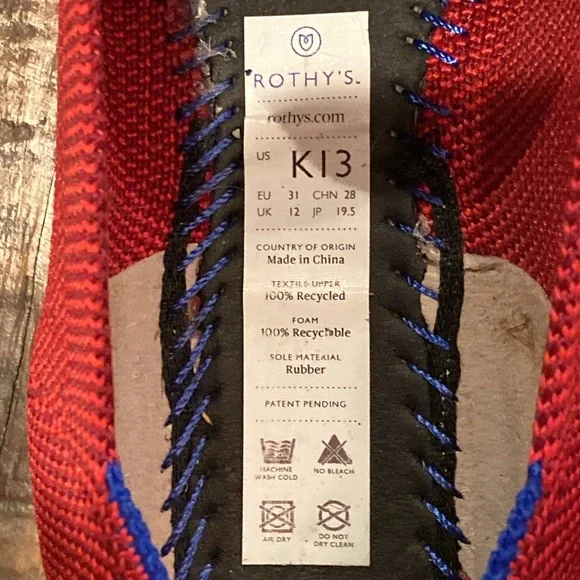 ROTHY'S
rothys.com
US K13
EU 31 CHN 28
UK 12 JP 19.5
COUNTRY OF ORIGIN
Made in China
TEXTILE UPPER
100% Recycled
FOAM
100% Recyclable
SOLE MATERIAL
Rubber
PATENT PENDING
MACHINE NO BLEACH
WASH COLD
AIR DRY DO NOT
DRY CLEAN